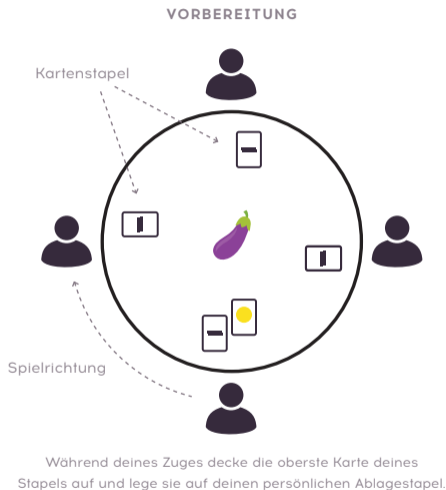 VORBEREITUNG
Kartenstapel
Spielrichtung
Während deines Zuges decke die oberste Karte deines
Stapels auf und lege sie auf deinen persönlichen Ablagestapel.